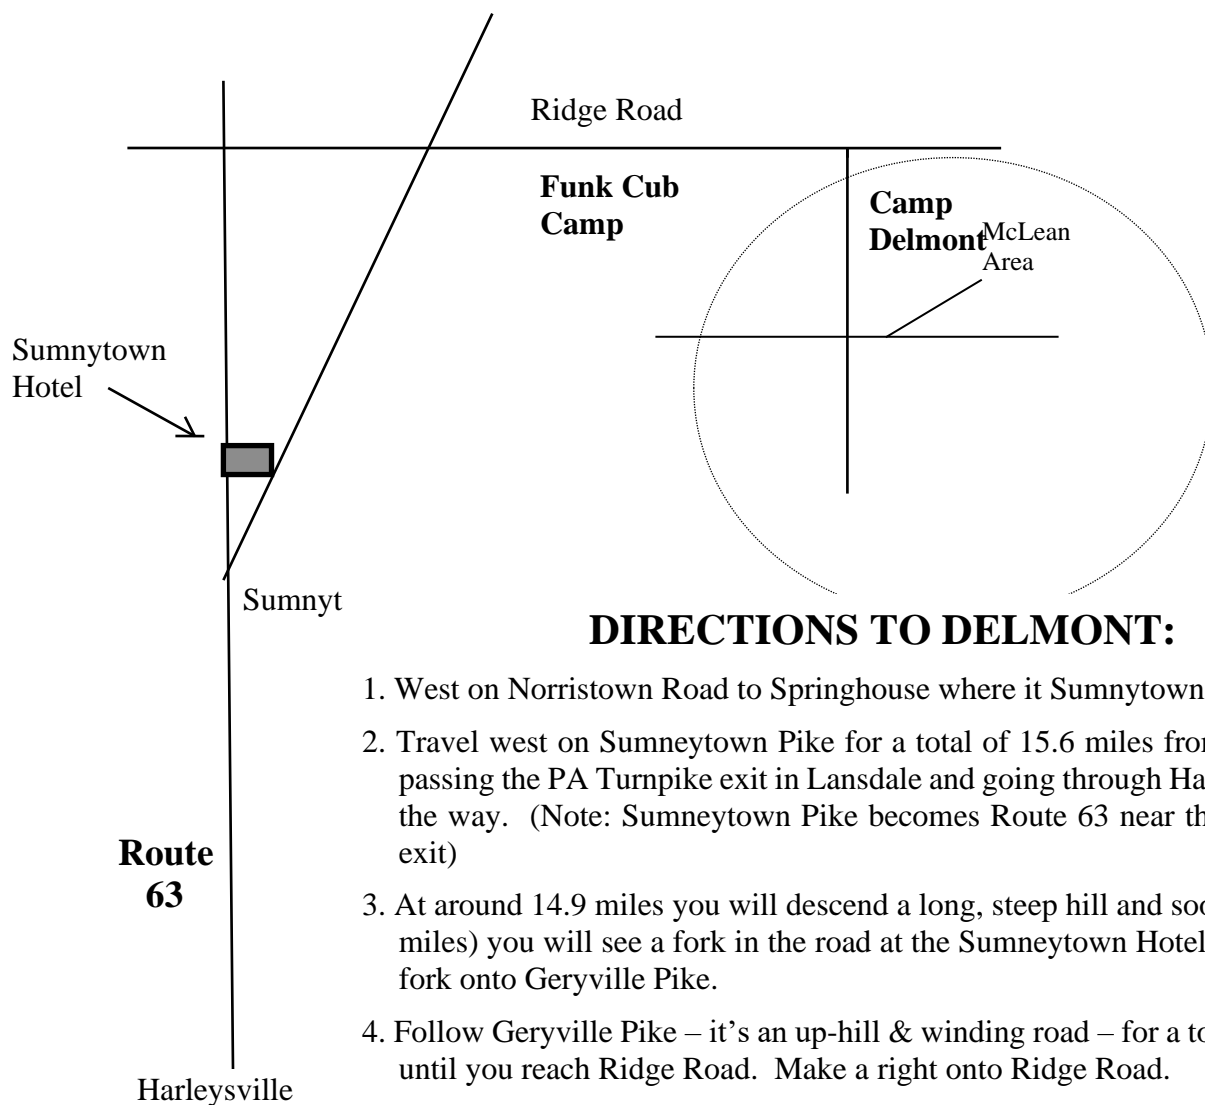 Ridge Road
Funk Cub
Camp
Camp
Delmont
McLean
Area
Sumnytown
Hotel
Sumnyt
DIRECTIONS TO DELMONT:
1. West on Norristown Road to Springhouse where it Sumnytown
2. Travel west on Sumneytown Pike for a total of 15.6 miles from
passing the PA Turnpike exit in Lansdale and going through Ha
the way. (Note: Sumneytown Pike becomes Route 63 near th
exit)
3. At around 14.9 miles you will descend a long, steep hill and soo
miles) you will see a fork in the road at the Sumneytown Hotel
fork onto Geryville Pike.
4. Follow Geryville Pike – it’s an up-hill & winding road – for a to
until you reach Ridge Road. Make a right onto Ridge Road.
Route
63
Harleysville